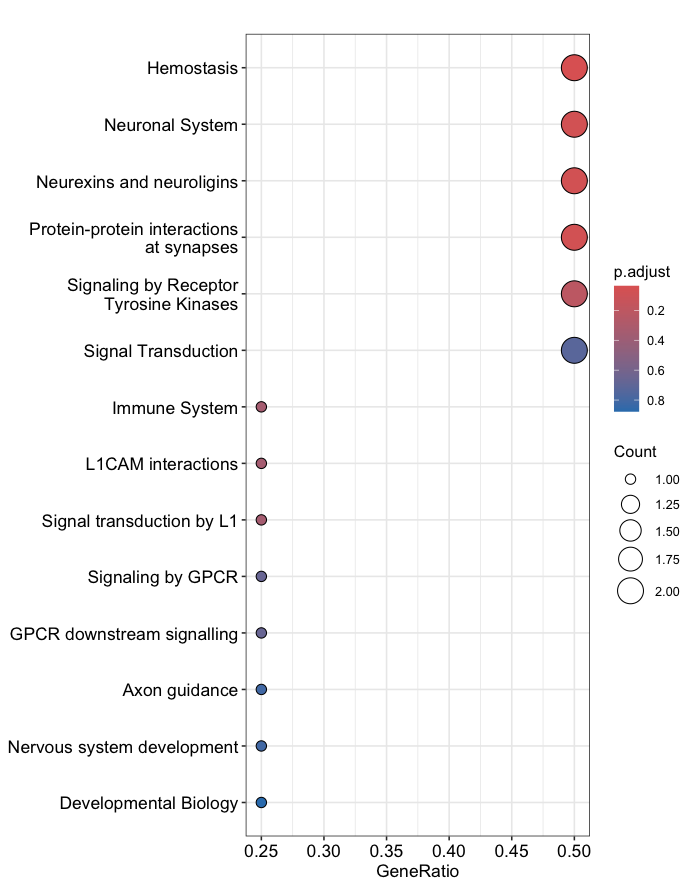 Hemostasis
Neuronal System
Neurexins and neuroligins
Protein-protein interactions
at synapses
Signaling by Receptor
Tyrosine Kinases
Signal Transduction
Immune System
L1CAM interactions
Signal transduction by L1
Signaling by GPCR
GPCR downstream signalling
Axon guidance
Nervous system development
Developmental Biology
0.25 0.30 0.35 0.40 0.45 0.50
GeneRatio
p.adjust
0.2
0.4
0.6
0.8
Count
1.00
1.25
1.50
1.75
2.00